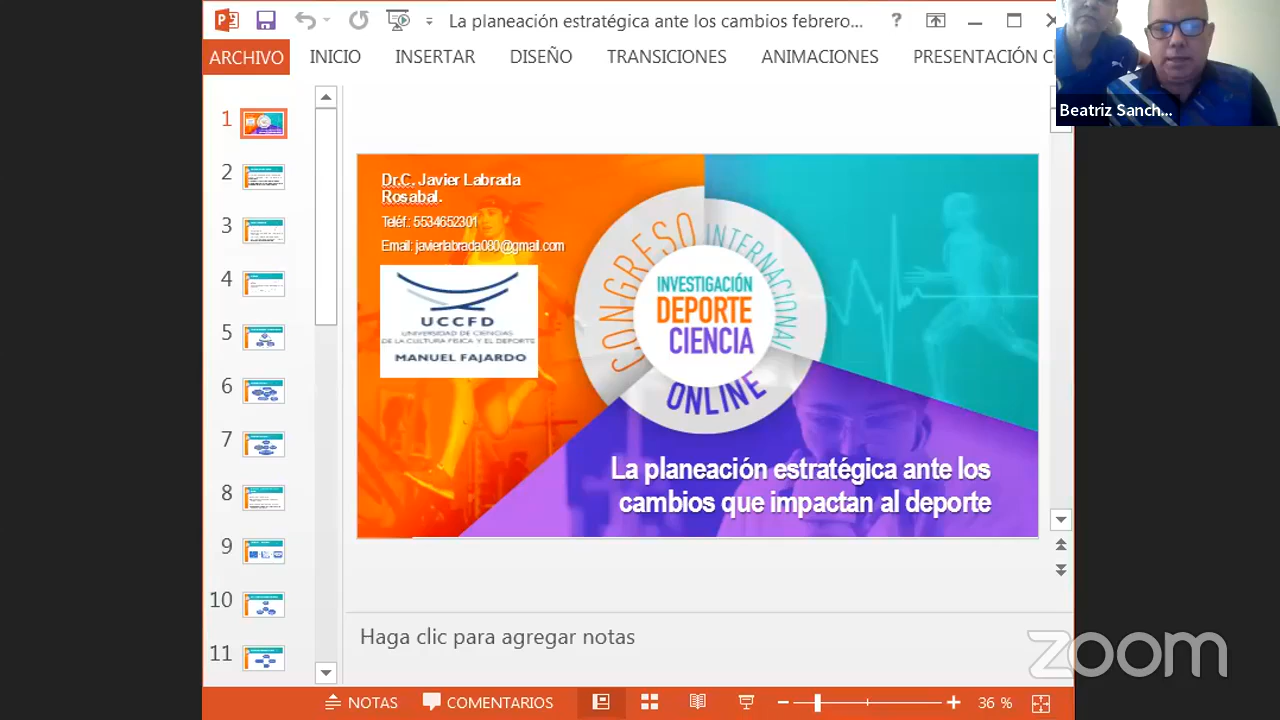 La planeación estratégica ante los cambios febrero...
?
ARCHIVO INICIO INSERTAR DISEÑO TRANSICIONES ANIMACIONES PRESENTACIÓN C
Beatriz Sanch...
1
2
3
4
5
6
7
8
9
10
11
Dr.C. Javier Labrada
Rosabal.
Teléf.: 5534652301
Email: javierlabrada080@gmail.com
UCCFD
UNIVERSIDAD DE CIENCIAS
DE LA CULTURA FISICA Y EL DEPORTE
MANUEL FAJARDO
CONGRESO INTERNACIONAL
INVESTIGACIÓN
DEPORTE
CIENCIA
ONLINE
La planeación estratégica ante los
cambios que impactan al deporte
Haga clic para agregar notas
zoom
NOTAS COMENTARIOS 36 %